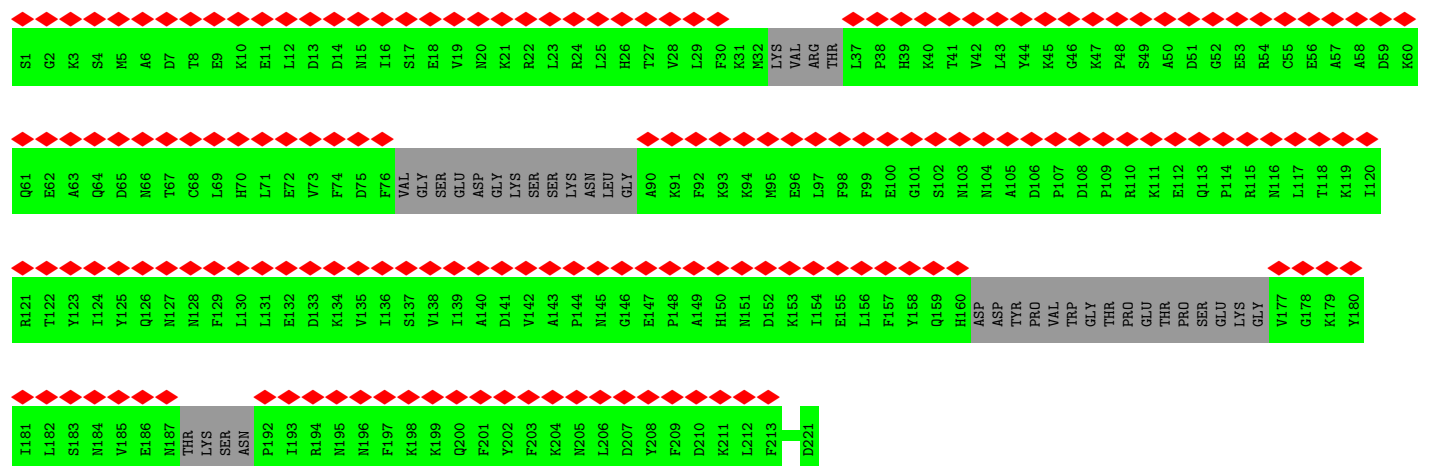 S1 G2 K3 S4 M5 A6 D7 T8 E9 K10 E11 L12 D13 D14 N15 I16 S17 E18 V19 N20 K21 R22 L23 R24 L25 H26 T27 V28 L29 F30 K31 M32 LYS VAL ARG THR L37 P38 H39 K40 T41 V42 L43 Y44 K45 G46 K47 P48 S49 A50 D51 G52 E53 R54 C55 E56 A57 A58 D59 K60
Q61 E62 A63 Q64 D65 N66 T67 C68 L69 H70 L71 E72 V73 F74 D75 F76 VAL GLY SER GLU ASP GLY LYS SER SER LYS ASN LEU GLY A90 K91 F92 K93 K94 M95 E96 L97 F98 F99 E100 G101 S102 N103 N104 A105 D106 P107 D108 P109 R110 K111 E112 Q113 P114 R115 N116 L117 T118 K119 I120
R121 T122 Y123 I124 Y125 Q126 N127 N128 F129 L130 L131 E132 D133 K134 V135 I136 S137 V138 I139 A140 D141 V142 A143 P144 N145 G146 E147 P148 A149 H150 N151 D152 K153 I154 E155 L156 F157 Y158 Q159 H160 ASP ASP TYR PRO VAL TRP GLY THR PRO GLU THR PRO SER GLU LYS GLY V177 G178 K179 Y180
I181 L182 S183 N184 V185 E186 N187 THR LYS SER ASN P192 I193 R194 N195 N196 F197 K198 K199 Q200 F201 Y202 F203 K204 N205 L206 D207 Y208 F209 D210 K211 L212 F213 D221